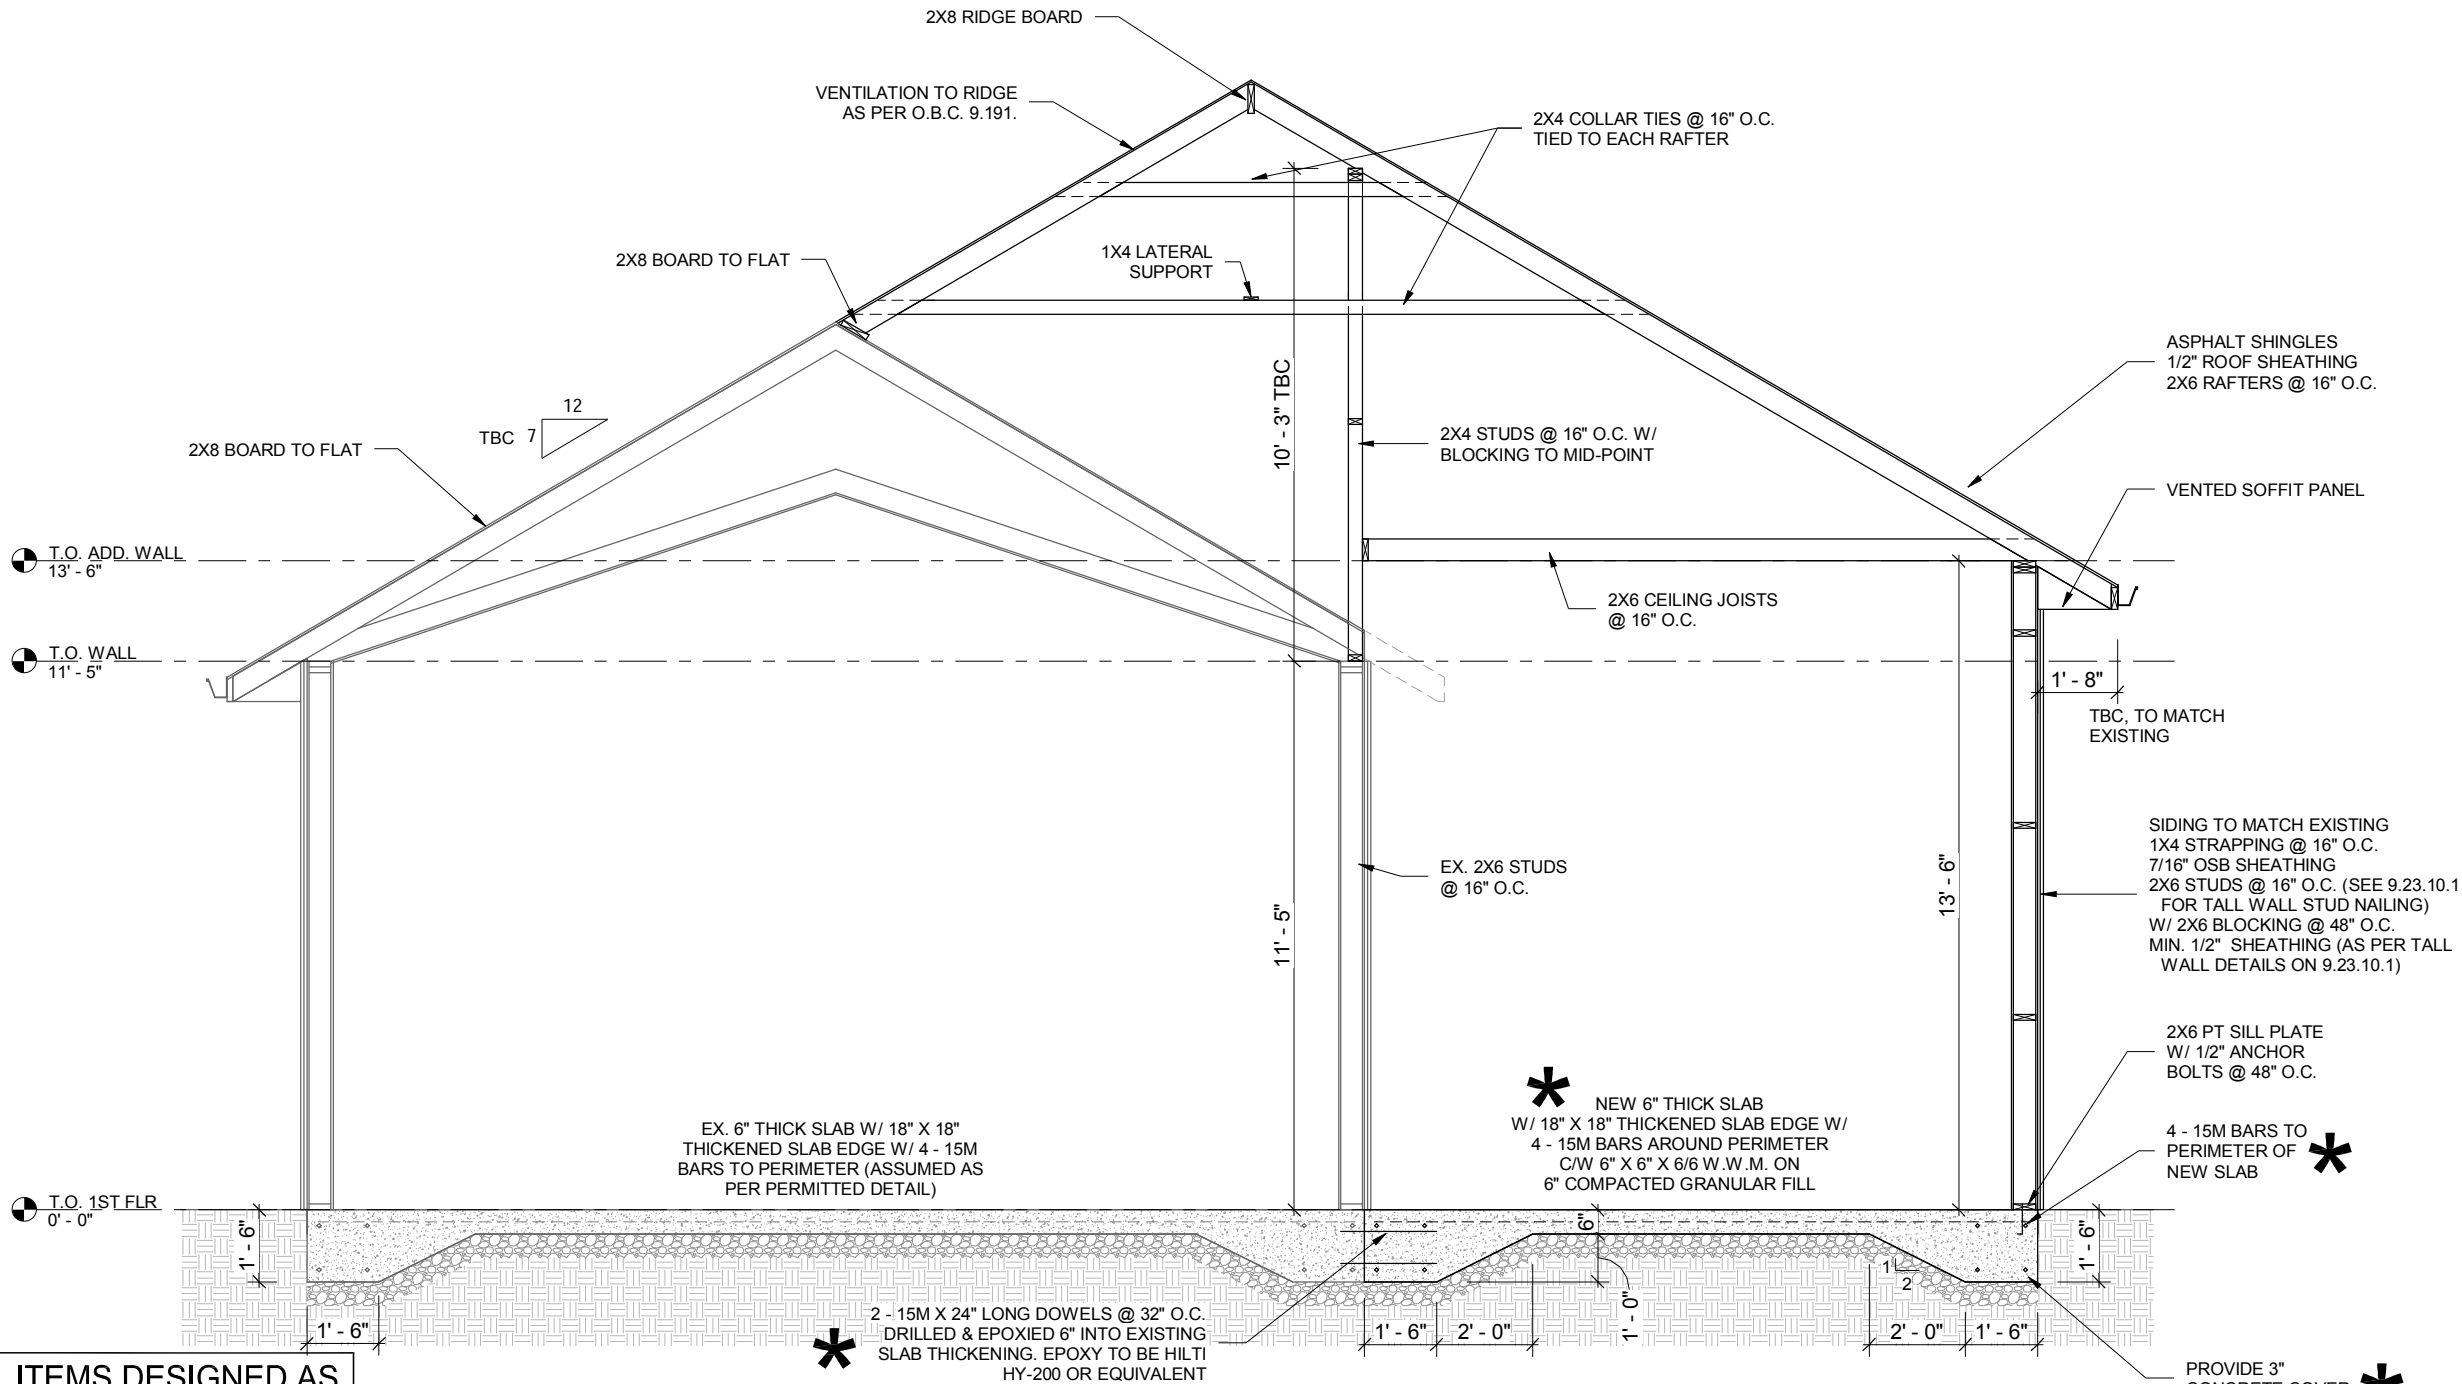 2X8 RIDGE BOARD
VENTILATION TO RIDGE
AS PER O.B.C. 9.191.
2X4 COLLAR TIES @ 16" O.C.
TIED TO EACH RAFTER
2X8 BOARD TO FLAT
1X4 LATERAL
SUPPORT
ASPHALT SHINGLES
1/2" ROOF SHEATHING
2X6 RAFTERS @ 16" O.C.
10' - 3" TBC
12
TBC 7
2X8 BOARD TO FLAT
2X4 STUDS @ 16" O.C. W/
BLOCKING TO MID-POINT
VENTED SOFFIT PANEL
T.O. ADD. WALL
13' - 6"
2X6 CEILING JOISTS
@ 16" O.C.
T.O. WALL
11' - 5"
1' - 8"
TBC, TO MATCH
EXISTING
SIDING TO MATCH EXISTING
1X4 STRAPPING @ 16" O.C.
7/16" OSB SHEATHING
2X6 STUDS @ 16" O.C. (SEE 9.23.10.1
FOR TALL WALL STUD NAILING)
W/ 2X6 BLOCKING @ 48" O.C.
MIN. 1/2" SHEATHING (AS PER TALL
WALL DETAILS ON 9.23.10.1)
EX. 2X6 STUDS
@ 16" O.C.
11' - 5"
13' - 6"
2X6 PT SILL PLATE
W/ 1/2" ANCHOR
BOLTS @ 48" O.C.
EX. 6" THICK SLAB W/ 18" X 18"
THICKENED SLAB EDGE W/ 4 - 15M
BARS TO PERIMETER (ASSUMED AS
PER PERMITTED DETAIL)
* NEW 6" THICK SLAB
W/ 18" X 18" THICKENED SLAB EDGE W/
4 - 15M BARS AROUND PERIMETER
C/W 6" X 6" X 6/6 W.W.M. ON
6" COMPACTED GRANULAR FILL
4 - 15M BARS TO
PERIMETER OF *
NEW SLAB
T.O. 1ST FLR
0' - 0"
1' - 6"
6"
1' - 6"
1
2
1' - 6"
2 - 15M X 24" LONG DOWELS @ 32" O.C.
DRILLED & EPOXIED 6" INTO EXISTING
* SLAB THICKENING. EPOXY TO BE HILTI
HY-200 OR EQUIVALENT
1' - 6"
2' - 0"
1' - 0"
2' - 0"
1' - 6"
ITEMS DESIGNED AS
PROVIDE 3"
CONCRETE COVER *